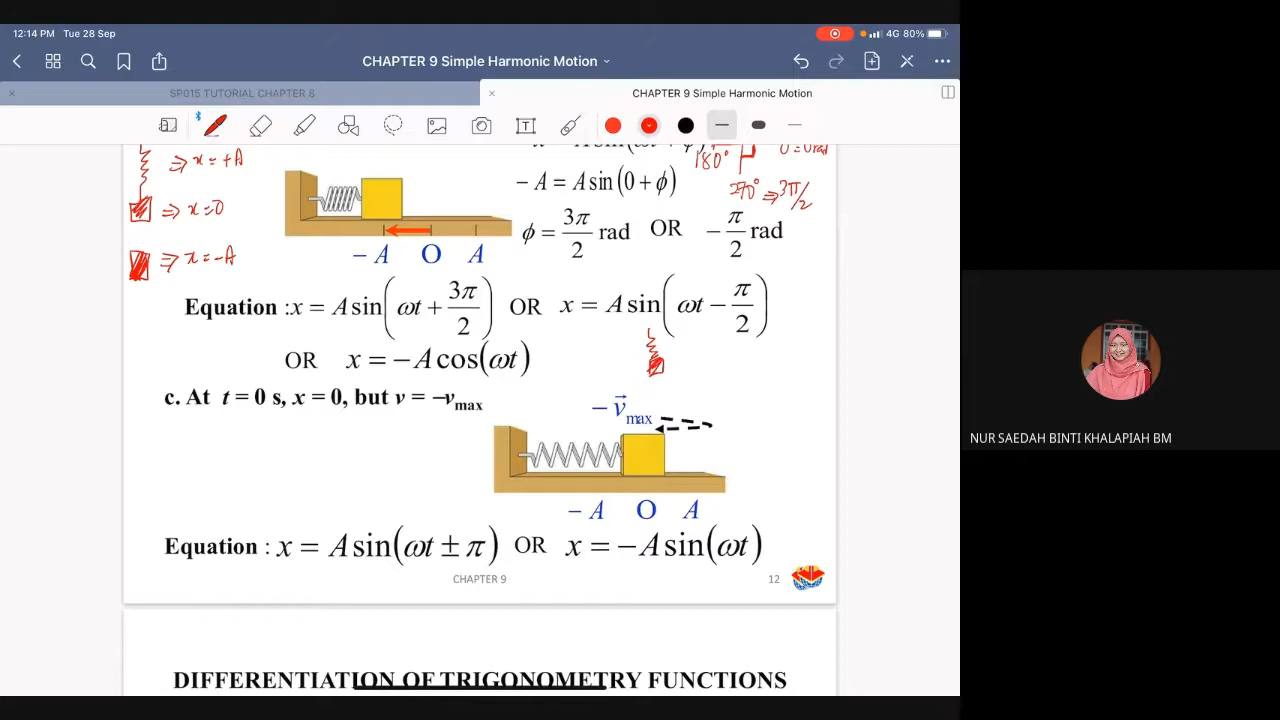 12:14 PM Tue 28 Sep
4G 80%
CHAPTER 9 Simple Harmonic Motion
SP015 TUTORIAL CHAPTER 8
CHAPTER 9 Simple Harmonic Motion
T
⇒ x = +A
180°
⇒ x = 0
− A = A sin(0 + ϕ)
270° ⇒ 3π/2
⇒ x = −A
ϕ = 3π/2 rad OR − π/2 rad
− A O A
Equation : x = A sin(ωt + 3π/2) OR x = A sin(ωt − π/2)
OR x = −A cos(ωt)
c. At t = 0 s, x = 0, but v = −vmax
− v⃗max
− A O A
Equation : x = A sin(ωt ± π) OR x = −A sin(ωt)
CHAPTER 9
12
DIFFERENTIATION OF TRIGONOMETRY FUNCTIONS
NUR SAEDAH BINTI KHALAPIAH BM